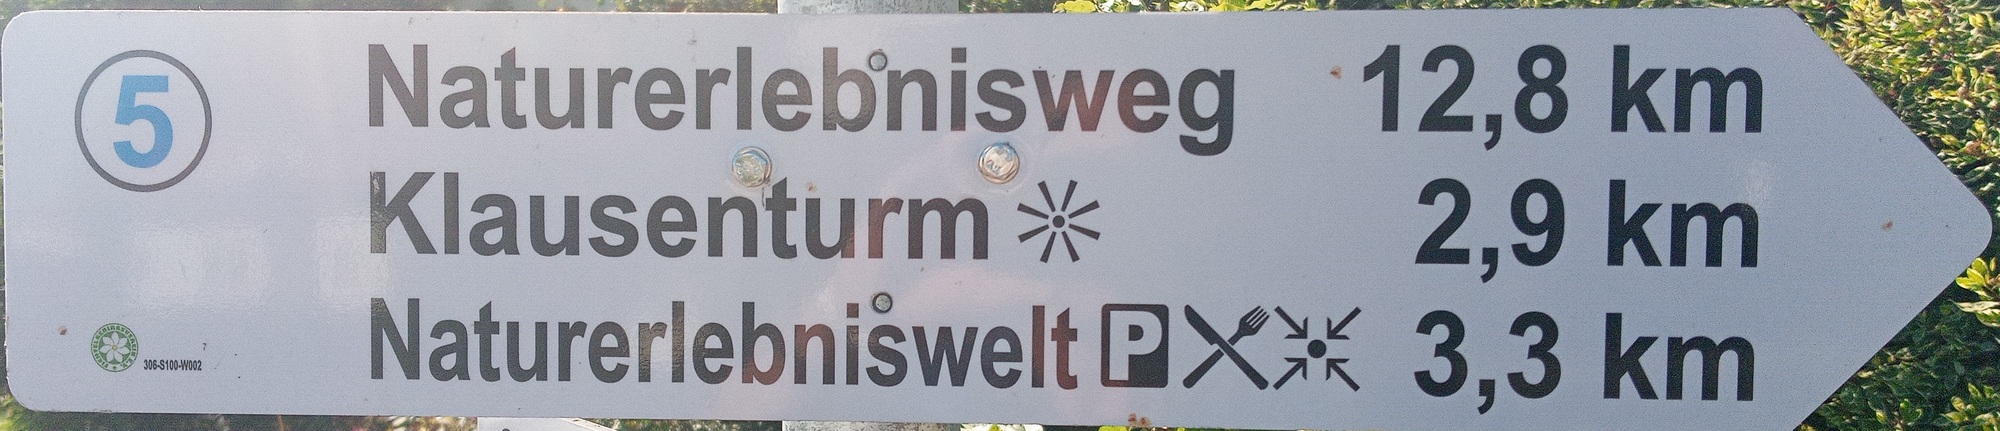 5
Naturerlebnisweg 12,8 km
Klausenturm 2,9 km
Naturerlebniswelt P 3,3 km
306-S100-W002